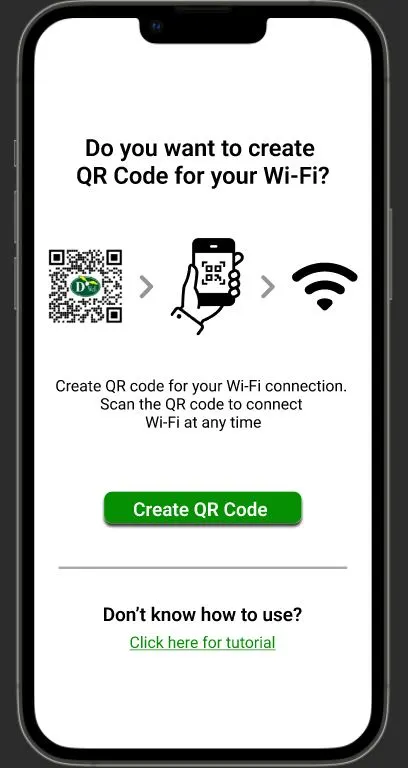 Do you want to create
QR Code for your Wi-Fi?
D
Create QR code for your Wi-Fi connection.
Scan the QR code to connect
Wi-Fi at any time
Create QR Code
Don’t know how to use?
Click here for tutorial